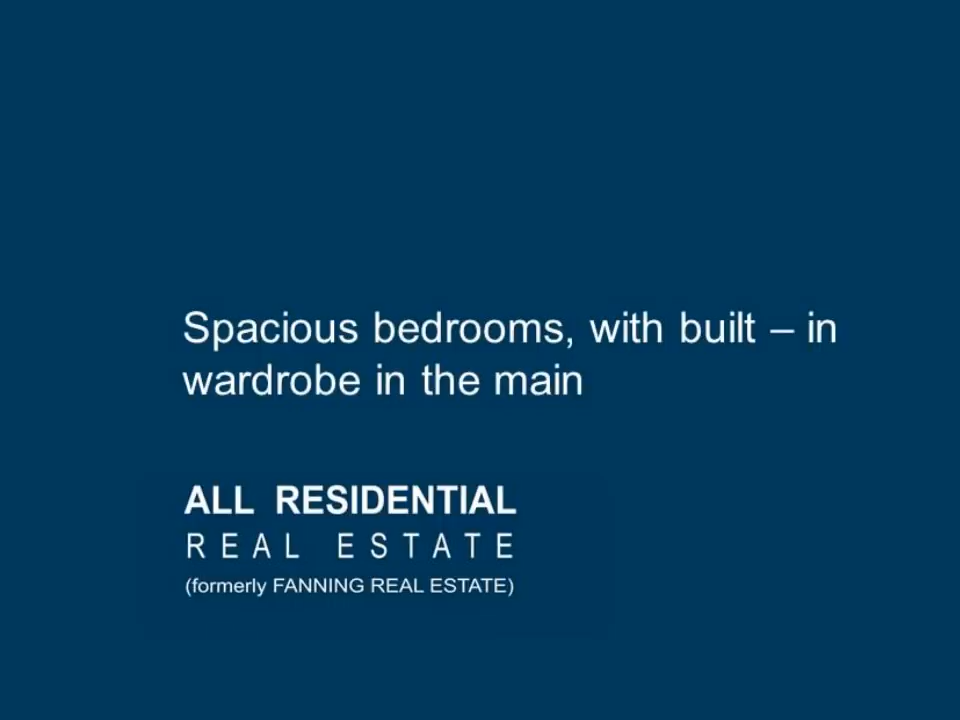 Spacious bedrooms, with built – in
wardrobe in the main
ALL RESIDENTIAL
REAL ESTATE
(formerly FANNING REAL ESTATE)